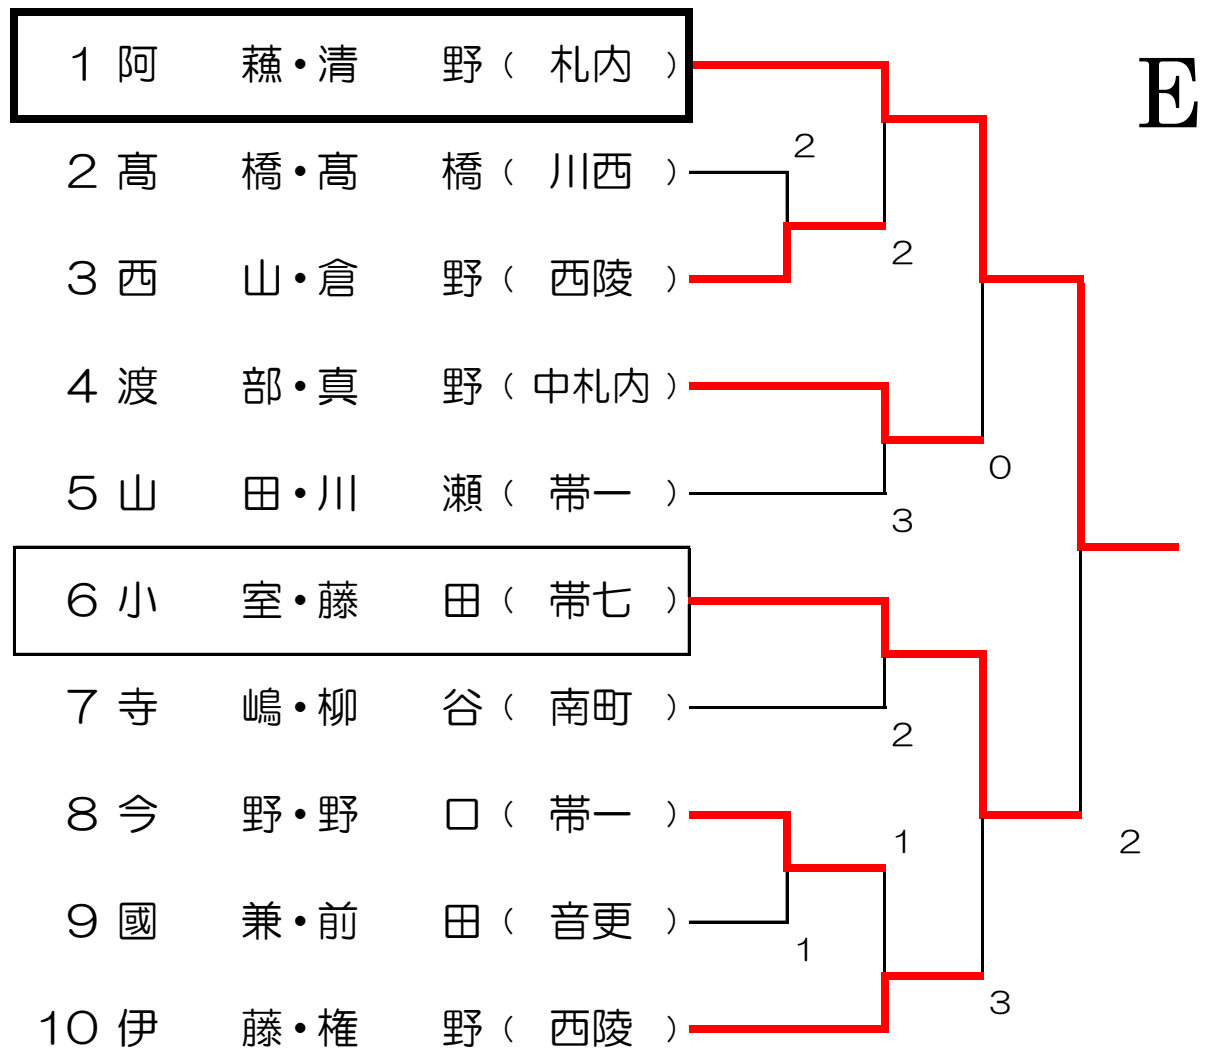 E
1 阿 蘓・清 野 ( 札内 )
2
2 髙 橋・髙 橋 ( 川西 )
2
3 西 山・倉 野 ( 西陵 )
4 渡 部・真 野 ( 中札内 )
0
5 山 田・川 瀬 ( 帯一 )
3
6 小 室・藤 田 ( 帯七 )
7 寺 嶋・柳 谷 ( 南町 )
2
8 今 野・野 口 ( 帯一 )
1
2
9 國 兼・前 田 ( 音更 )
1
3
10 伊 藤・権 野 ( 西陵 )